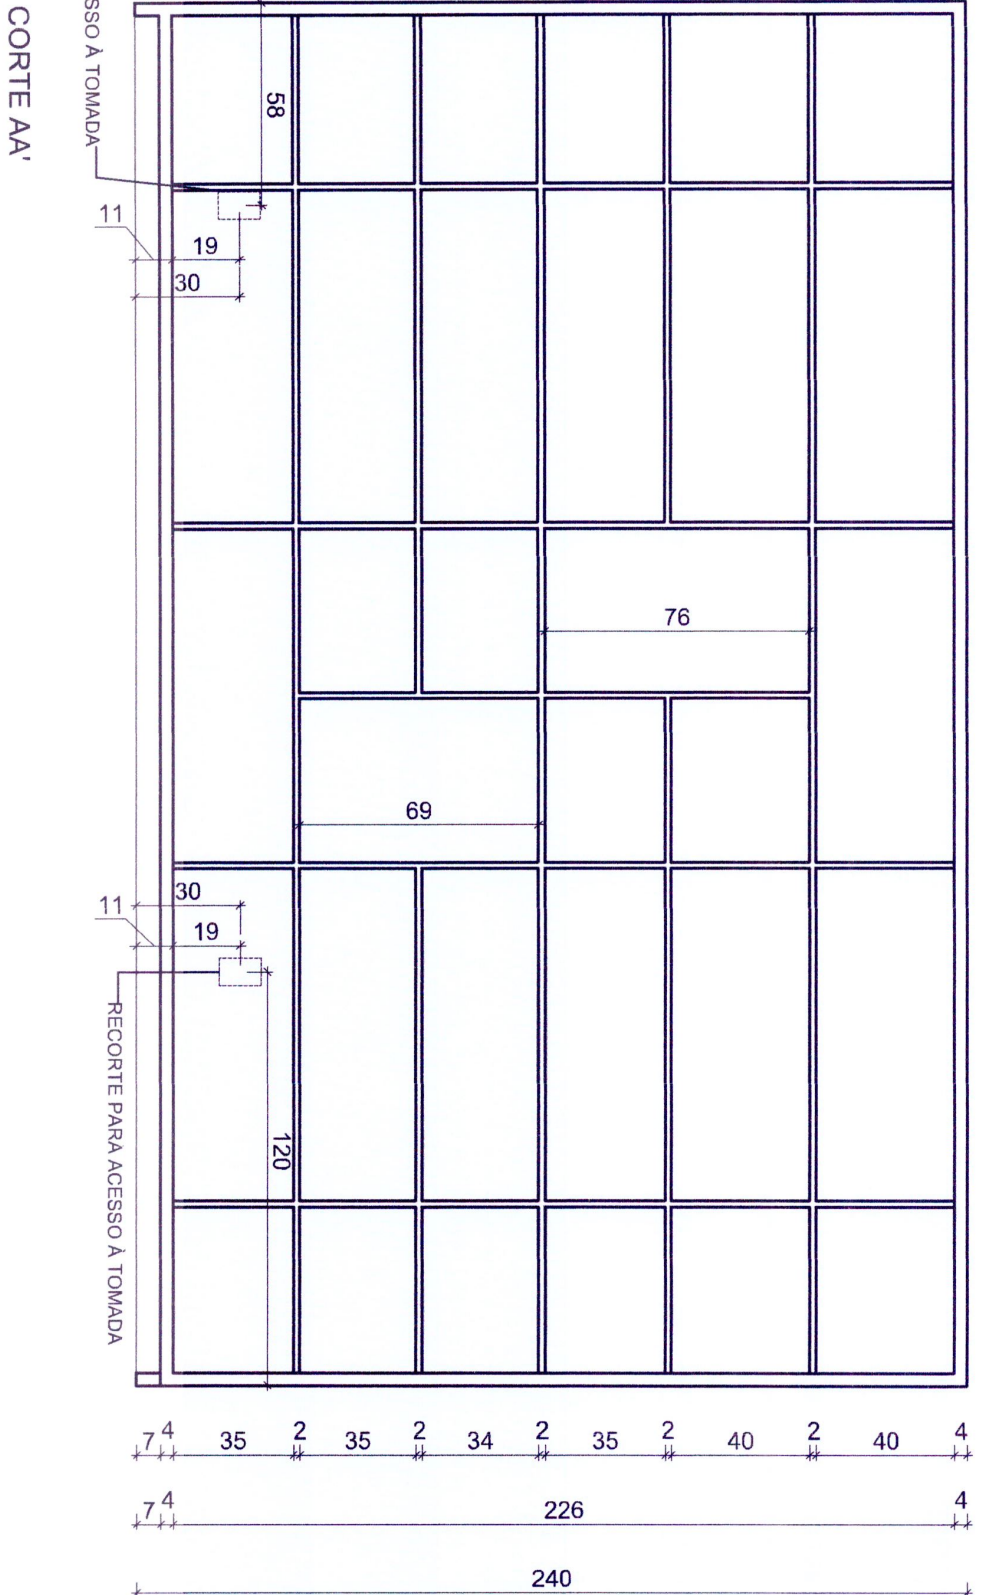 CORTE AA'
SSO À TOMADA
58
11
19
30
76
69
30
11
19
120
RECORTE PARA ACESSO À TOMADA
7 4 35 2 35 2 34 2 35 2 40 2 40 4
7 4 226 4
240